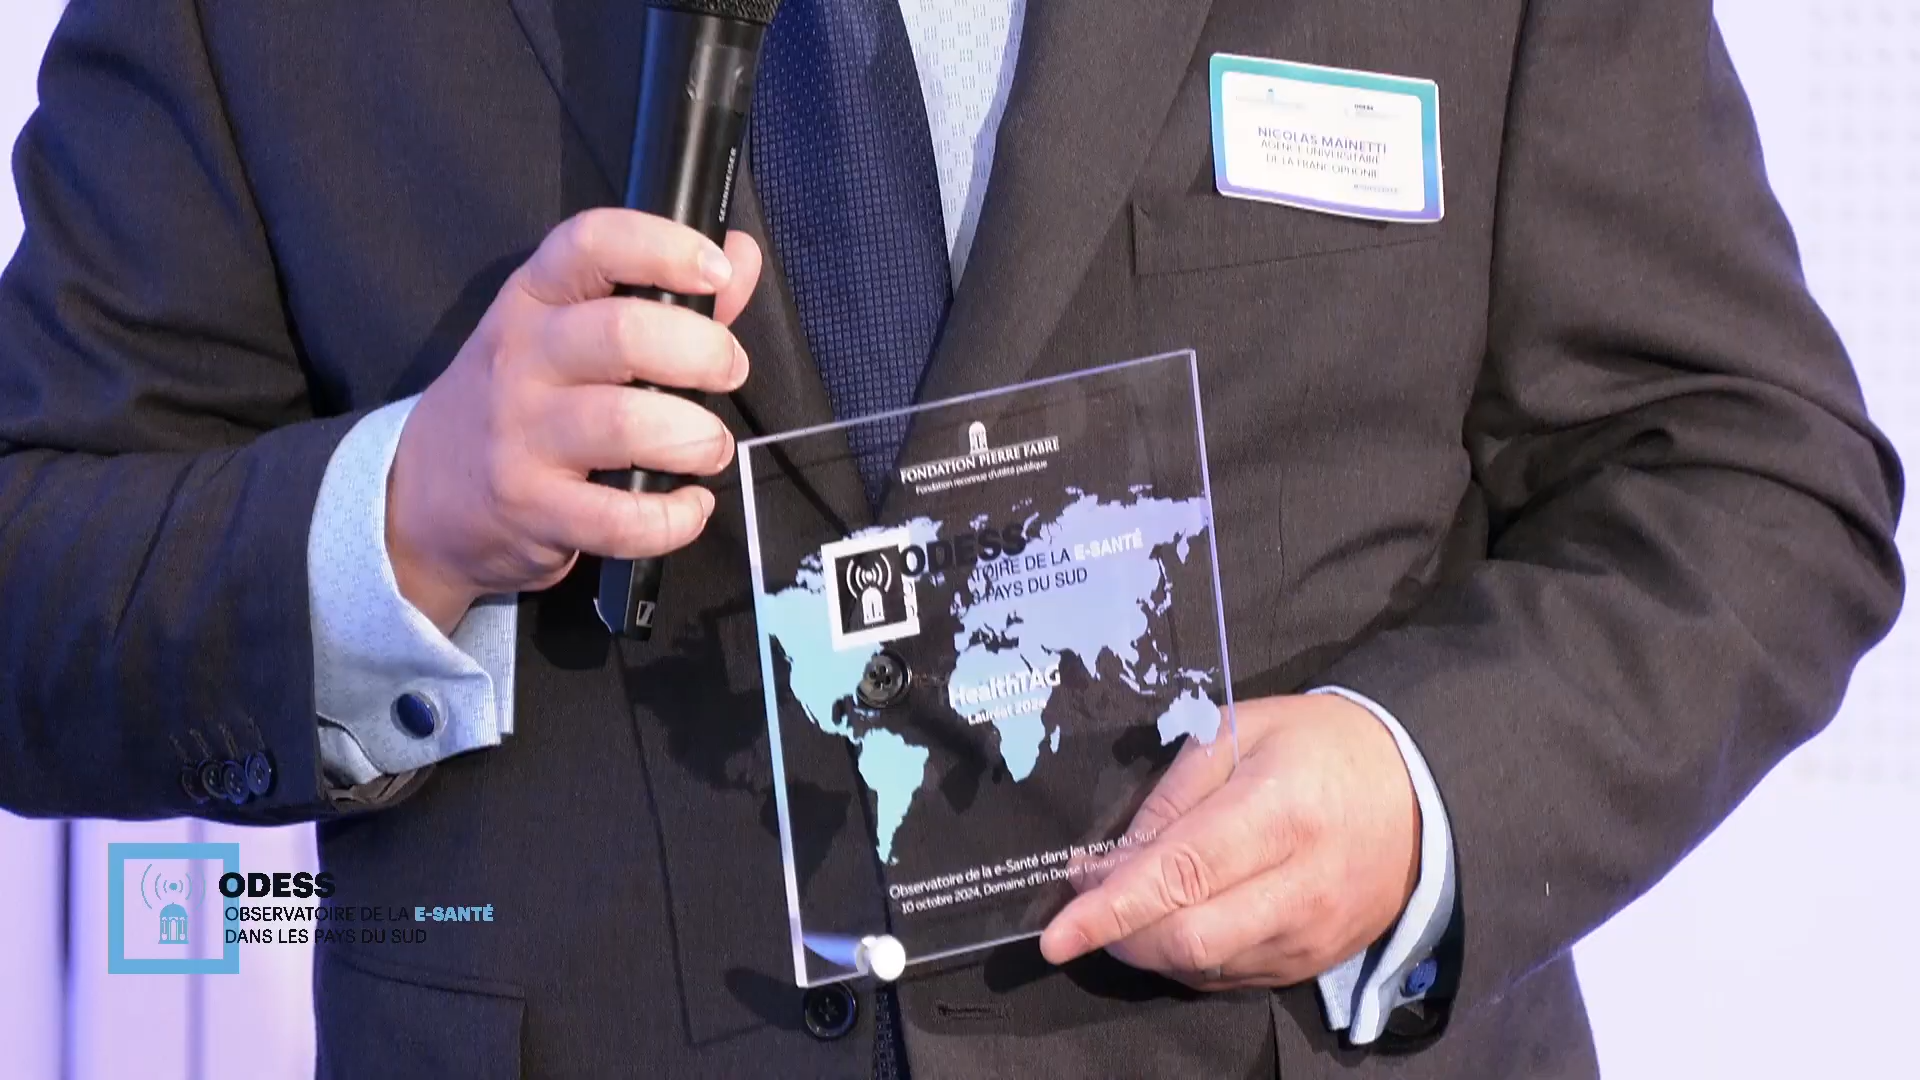 SENNHEISER
NICOLAS MAINETTI
AGENCE UNIVERSITAIRE
DE LA FRANCOPHONIE
FONDATION PIERRE FABRE
Fondation reconnue d'utilité publique
ODESS
TOIRE DE LA E-SANTÉ
PAYS DU SUD
HealthTAG
Lauréat 2024
Observatoire de la e-Santé dans les pays du Sud
10 octobre 2024, Domaine d'En Doyse, Lavaur
ODESS
OBSERVATOIRE DE LA E-SANTÉ
DANS LES PAYS DU SUD